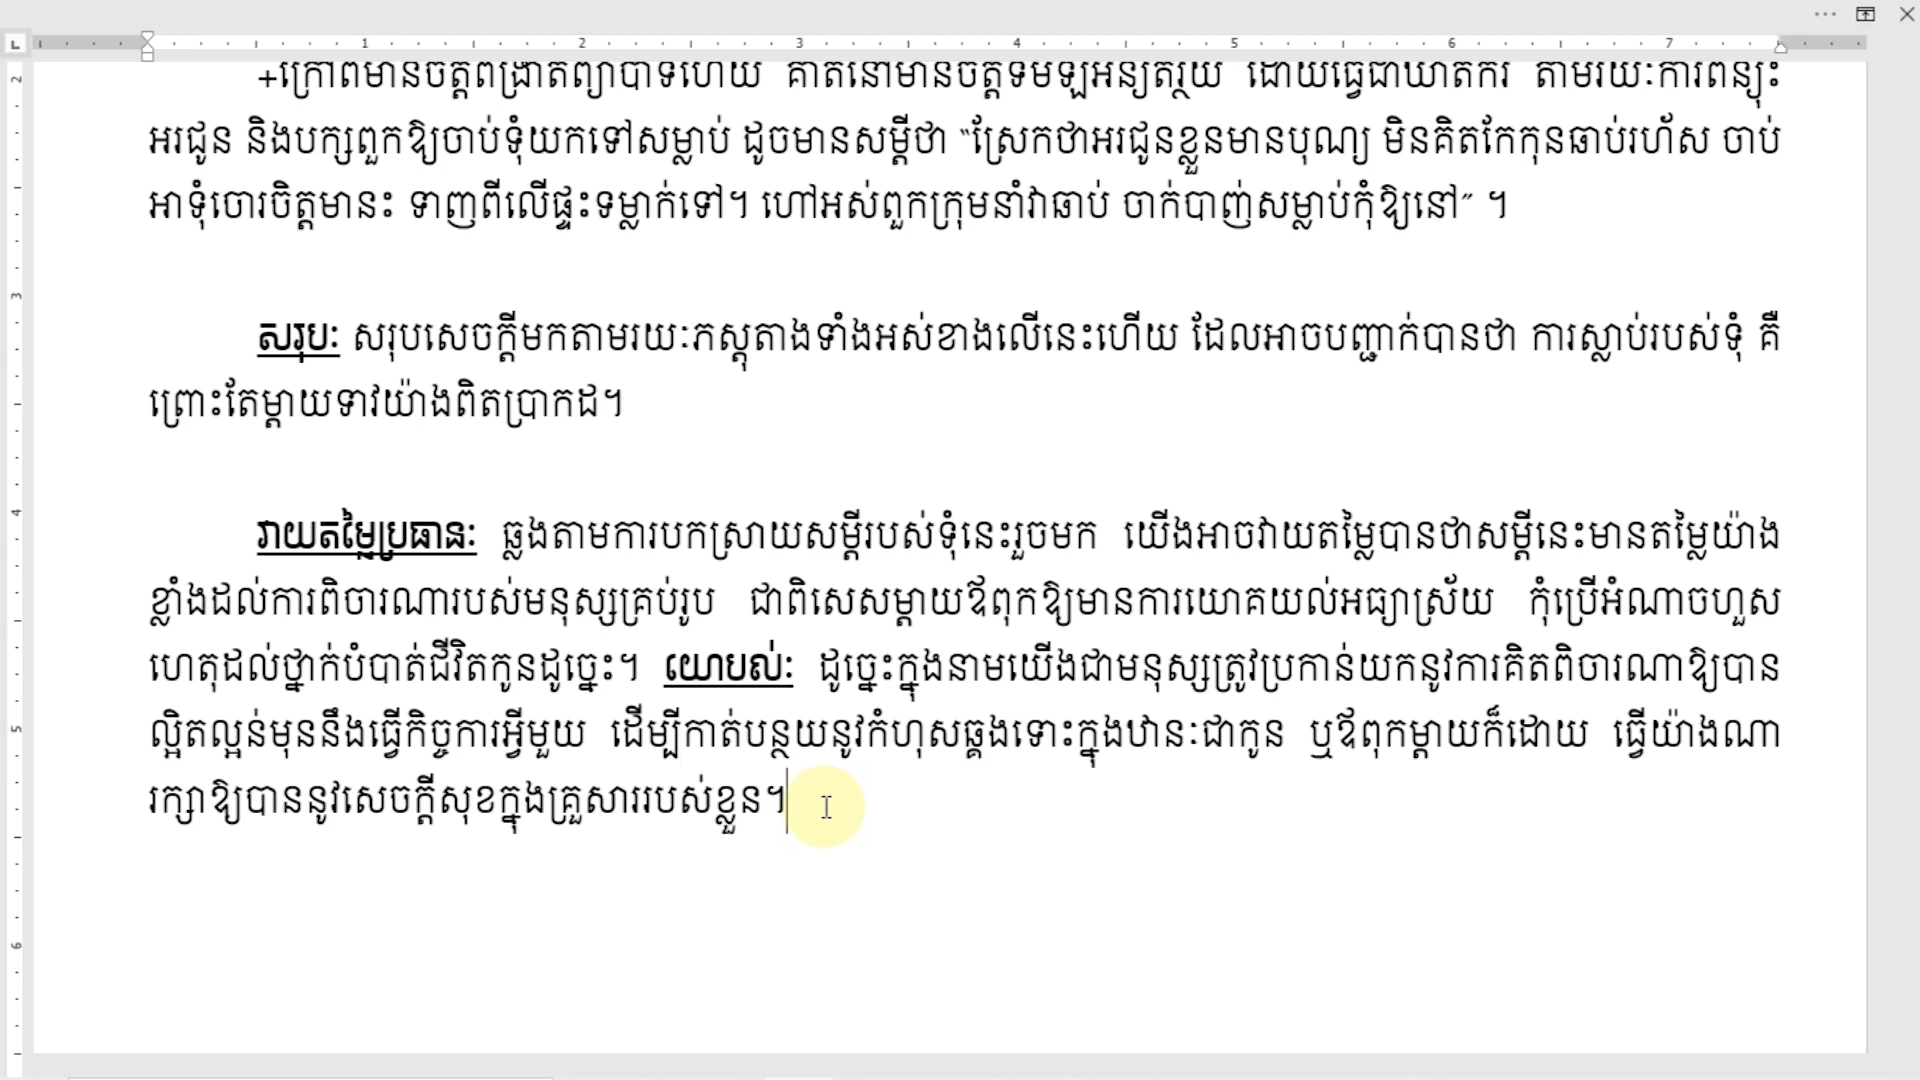 +ក្រៅពីមានចិត្តពង្រាត់ព្យាបាទហើយ គាត់នៅមានចិត្តទមិឡអន្យតិរ្ថិយ ដោយធ្វើជាឃាតករ តាមរយៈការពន្យុះ
អរជូន និងបក្សពួកឱ្យចាប់ទុំយកទៅសម្លាប់ ដូចមានសម្ដីថា “ស្រែកថាអរជូនខ្លួនមានបុណ្យ មិនគិតកែកុនឆាប់រហ័ស ចាប់
អាទុំចោរចិត្តមានះ ទាញពីលើផ្ទះទម្លាក់ទៅ។ ហៅអស់ពួកក្រុមនាំវាឆាប់ ចាក់បាញ់សម្លាប់កុំឱ្យនៅ” ។
សរុបៈ សរុបសេចក្ដីមកតាមរយៈភស្តុតាងទាំងអស់ខាងលើនេះហើយ ដែលអាចបញ្ជាក់បានថា ការស្លាប់របស់ទុំ គឺ
ព្រោះតែម្ដាយទាវយ៉ាងពិតប្រាកដ។
វាយតម្លៃប្រធានៈ ឆ្លងតាមការបកស្រាយសម្ដីរបស់ទុំនេះរួចមក យើងអាចវាយតម្លៃបានថាសម្ដីនេះមានតម្លៃយ៉ាង
ខ្លាំងដល់ការពិចារណារបស់មនុស្សគ្រប់រូប ជាពិសេសម្ដាយឪពុកឱ្យមានការយោគយល់អធ្យាស្រ័យ កុំប្រើអំណាចហួស
ហេតុដល់ថ្នាក់បំបាត់ជីវិតកូនដូច្នេះ។ យោបល់ៈ ដូច្នេះក្នុងនាមយើងជាមនុស្សត្រូវប្រកាន់យកនូវការគិតពិចារណាឱ្យបាន
ល្អិតល្អន់មុននឹងធ្វើកិច្ចការអ្វីមួយ ដើម្បីកាត់បន្ថយនូវកំហុសឆ្គងទោះក្នុងឋានៈជាកូន ឬឪពុកម្ដាយក៏ដោយ ធ្វើយ៉ាងណា
រក្សាឱ្យបាននូវសេចក្ដីសុខក្នុងគ្រួសាររបស់ខ្លួន។